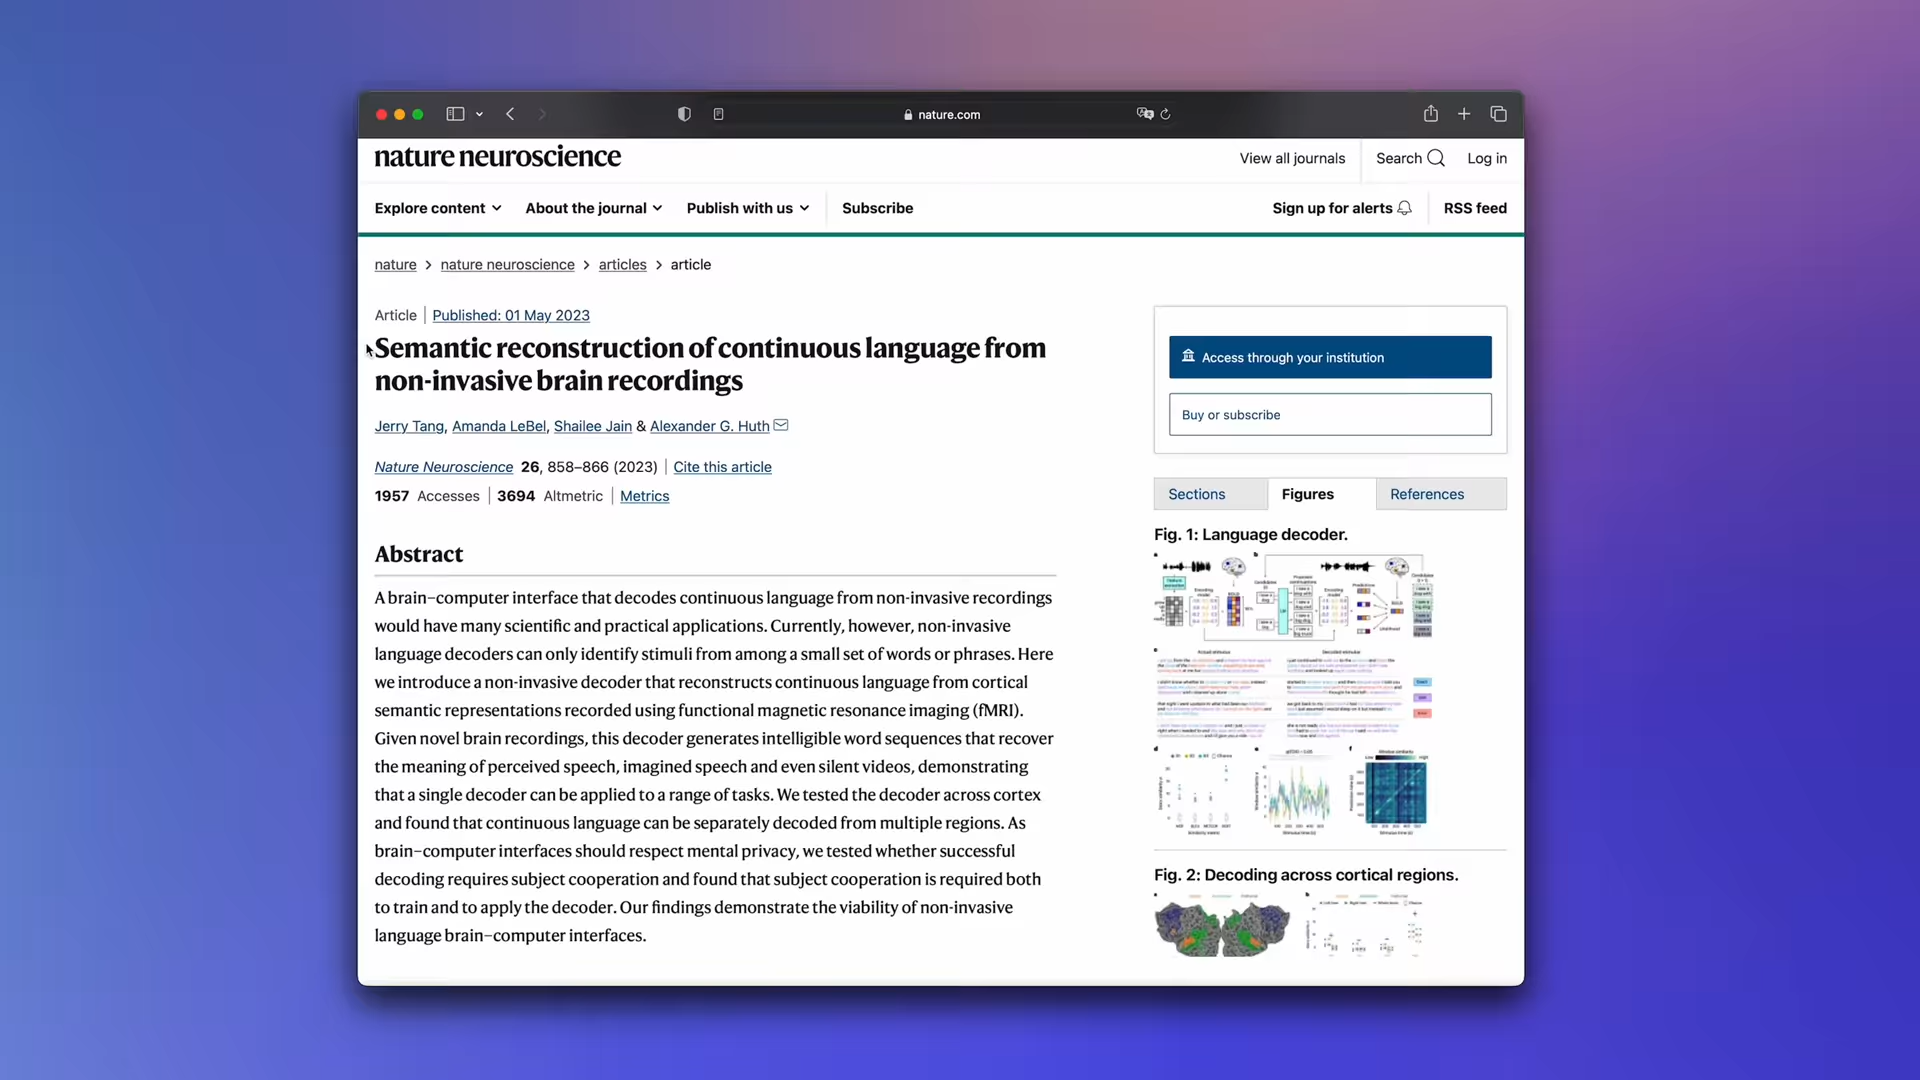 nature.com
nature neuroscience
View all journals
Search
Log in
Explore content
About the journal
Publish with us
Subscribe
Sign up for alerts
RSS feed
nature > nature neuroscience > articles > article
Article | Published: 01 May 2023
Semantic reconstruction of continuous language from
non-invasive brain recordings
Jerry Tang, Amanda LeBel, Shailee Jain & Alexander G. Huth
Nature Neuroscience 26, 858–866 (2023) | Cite this article
1957 Accesses | 3694 Altmetric | Metrics
Abstract
A brain–computer interface that decodes continuous language from non-invasive recordings
would have many scientific and practical applications. Currently, however, non-invasive
language decoders can only identify stimuli from among a small set of words or phrases. Here
we introduce a non-invasive decoder that reconstructs continuous language from cortical
semantic representations recorded using functional magnetic resonance imaging (fMRI).
Given novel brain recordings, this decoder generates intelligible word sequences that recover
the meaning of perceived speech, imagined speech and even silent videos, demonstrating
that a single decoder can be applied to a range of tasks. We tested the decoder across cortex
and found that continuous language can be separately decoded from multiple regions. As
brain–computer interfaces should respect mental privacy, we tested whether successful
decoding requires subject cooperation and found that subject cooperation is required both
to train and to apply the decoder. Our findings demonstrate the viability of non-invasive
language brain–computer interfaces.
Access through your institution
Buy or subscribe
Sections
Figures
References
Fig. 1: Language decoder.
Actual stimulus
Decoded stimulus
Fig. 2: Decoding across cortical regions.